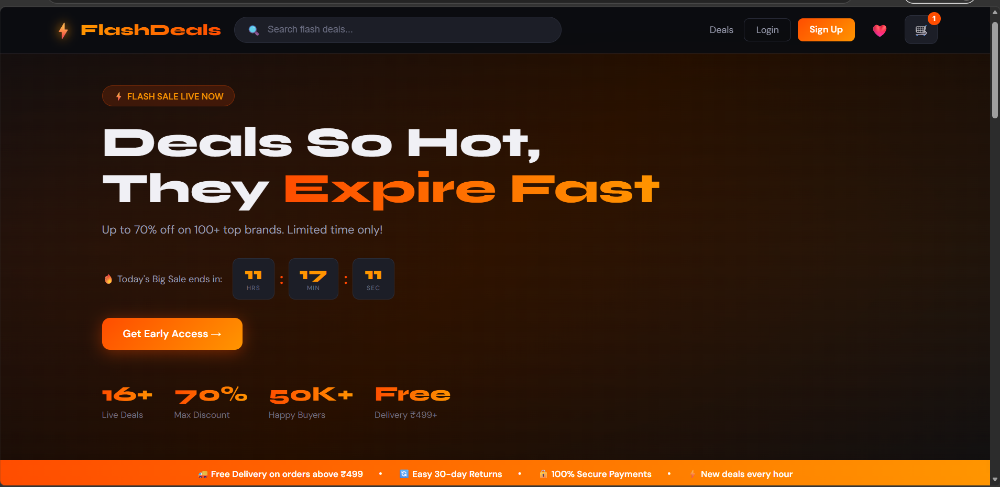 FlashDeals
Search flash deals...
Deals
Login
Sign Up
1
FLASH SALE LIVE NOW
Deals So Hot,
They Expire Fast
Up to 70% off on 100+ top brands. Limited time only!
Today's Big Sale ends in:
11 : 17 : 11
HRS MIN SEC
Get Early Access →
16+ 70% 50K+ Free
Live Deals Max Discount Happy Buyers Delivery ₹499+
Free Delivery on orders above ₹499 • Easy 30-day Returns • 100% Secure Payments • New deals every hour